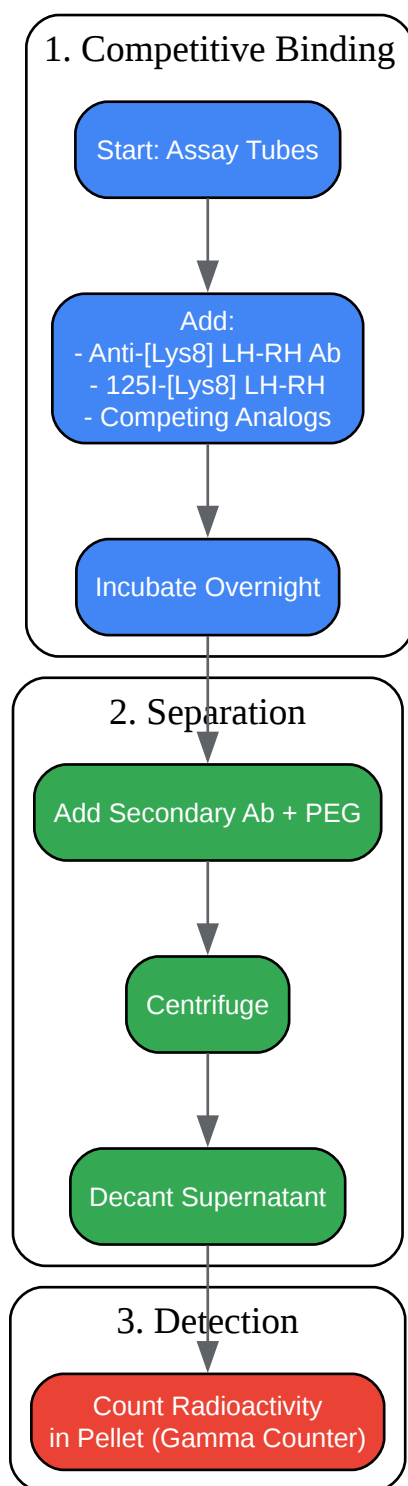 1. Competitive Binding
Start: Assay Tubes
Add:
- Anti-[Lys8] LH-RH Ab
- 125I-[Lys8] LH-RH
- Competing Analogs
Incubate Overnight
2. Separation
Add Secondary Ab + PEG
Centrifuge
Decant Supernatant
3. Detection
Count Radioactivity
in Pellet (Gamma Counter)